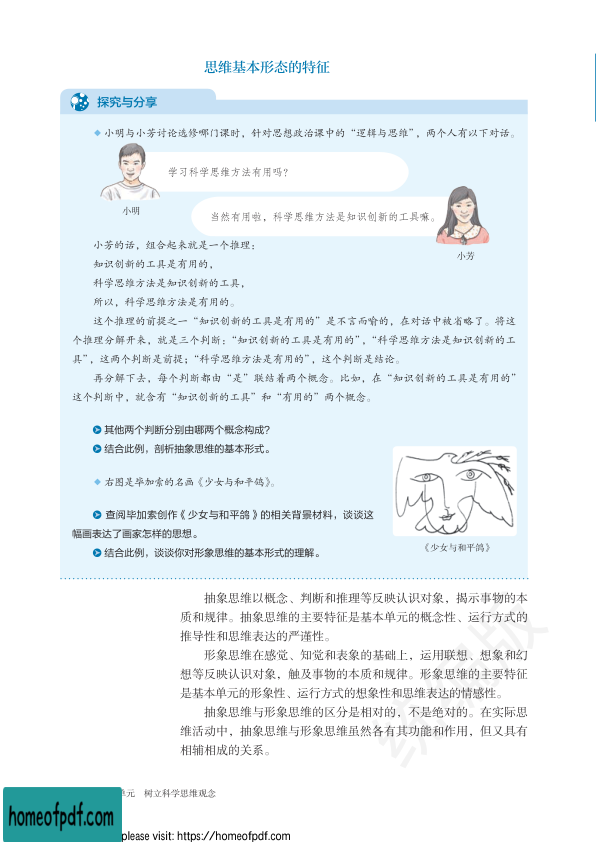 思维基本形态的特征
探究与分享
◆ 小明与小芳讨论选修哪门课时，针对思想政治课中的“逻辑与思维”，两个人有以下对话。
学习科学思维方法有用吗？
小明
当然有用啦，科学思维方法是知识创新的工具嘛。
小芳
小芳的话，组合起来就是一个推理：
知识创新的工具是有用的，
科学思维方法是知识创新的工具，
所以，科学思维方法是有用的。
这个推理的前提之一“知识创新的工具是有用的”是不言而喻的，在对话中被省略了。将这
个推理分解开来，就是三个判断：“知识创新的工具是有用的”，“科学思维方法是知识创新的工
具”，这两个判断是前提；“科学思维方法是有用的”，这个判断是结论。
再分解下去，每个判断都由“是”联结着两个概念。比如，在“知识创新的工具是有用的”
这个判断中，就含有“知识创新的工具”和“有用的”两个概念。
其他两个判断分别由哪两个概念构成？
结合此例，剖析抽象思维的基本形式。
◆ 右图是毕加索的名画《少女与和平鸽》。
查阅毕加索创作《少女与和平鸽》的相关背景材料，谈谈这
幅画表达了画家怎样的思想。
结合此例，谈谈你对形象思维的基本形式的理解。
《少女与和平鸽》
抽象思维以概念、判断和推理等反映认识对象，揭示事物的本
质和规律。抽象思维的主要特征是基本单元的概念性、运行方式的
推导性和思维表达的严谨性。
形象思维在感觉、知觉和表象的基础上，运用联想、想象和幻
想等反映认识对象，触及事物的本质和规律。形象思维的主要特征
是基本单元的形象性、运行方式的想象性和思维表达的情感性。
抽象思维与形象思维的区分是相对的，不是绝对的。在实际思
维活动中，抽象思维与形象思维虽然各有其功能和作用，但又具有
相辅相成的关系。
单元 树立科学思维观念
homeofpdf.com
please visit: https://homeofpdf.com